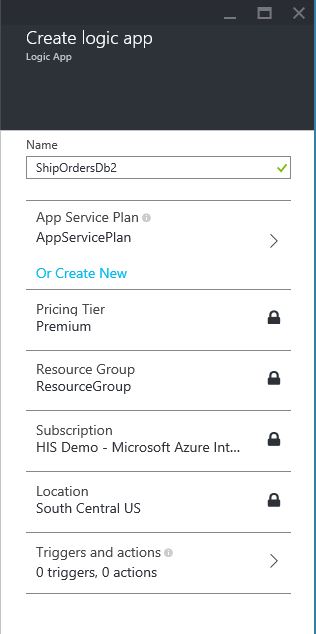 Create logic app
Logic App
Name
ShipOrdersDb2
App Service Plan
AppServicePlan
Or Create New
Pricing Tier
Premium
Resource Group
ResourceGroup
Subscription
HIS Demo - Microsoft Azure Int...
Location
South Central US
Triggers and actions
0 triggers, 0 actions